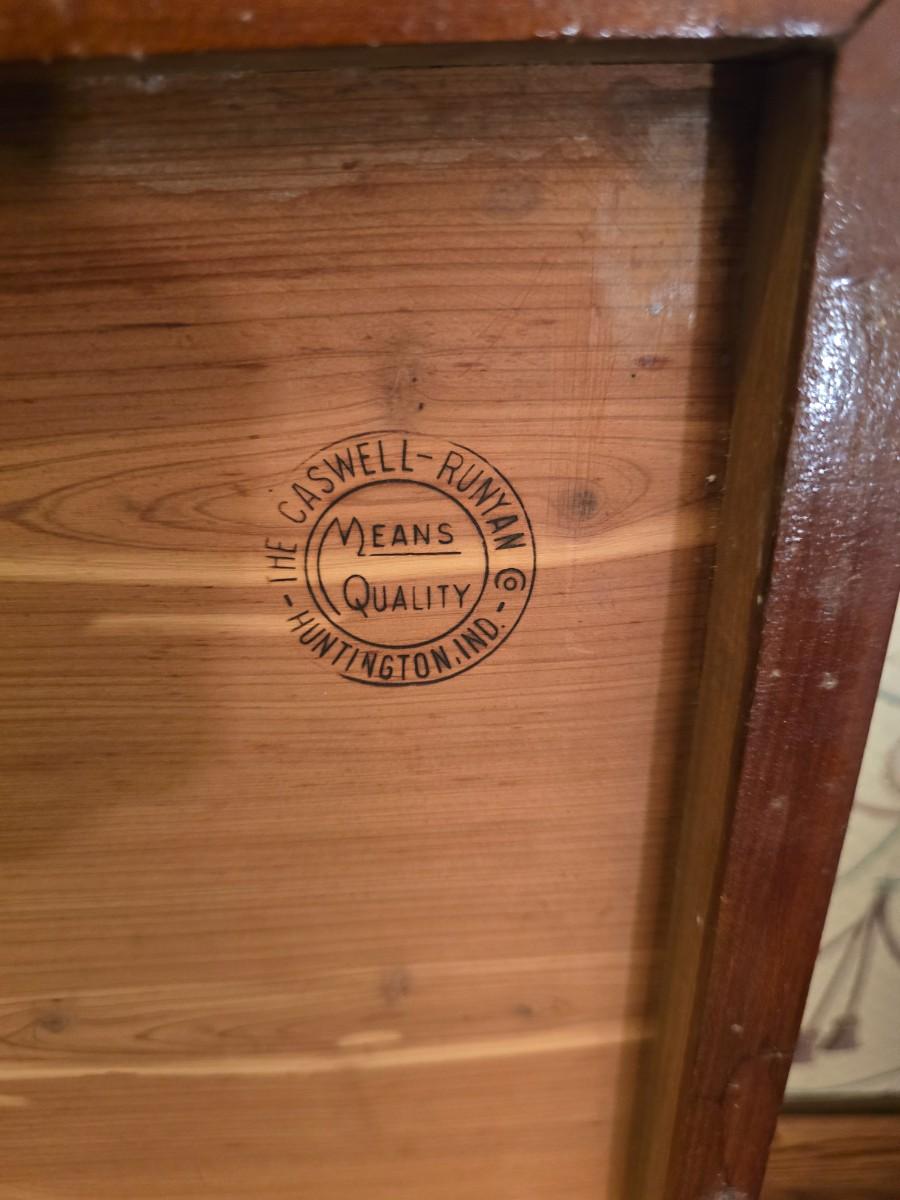 THE CASWELL-RUNYAN Co
MEANS
QUALITY
-HUNTINGTON, IND.-